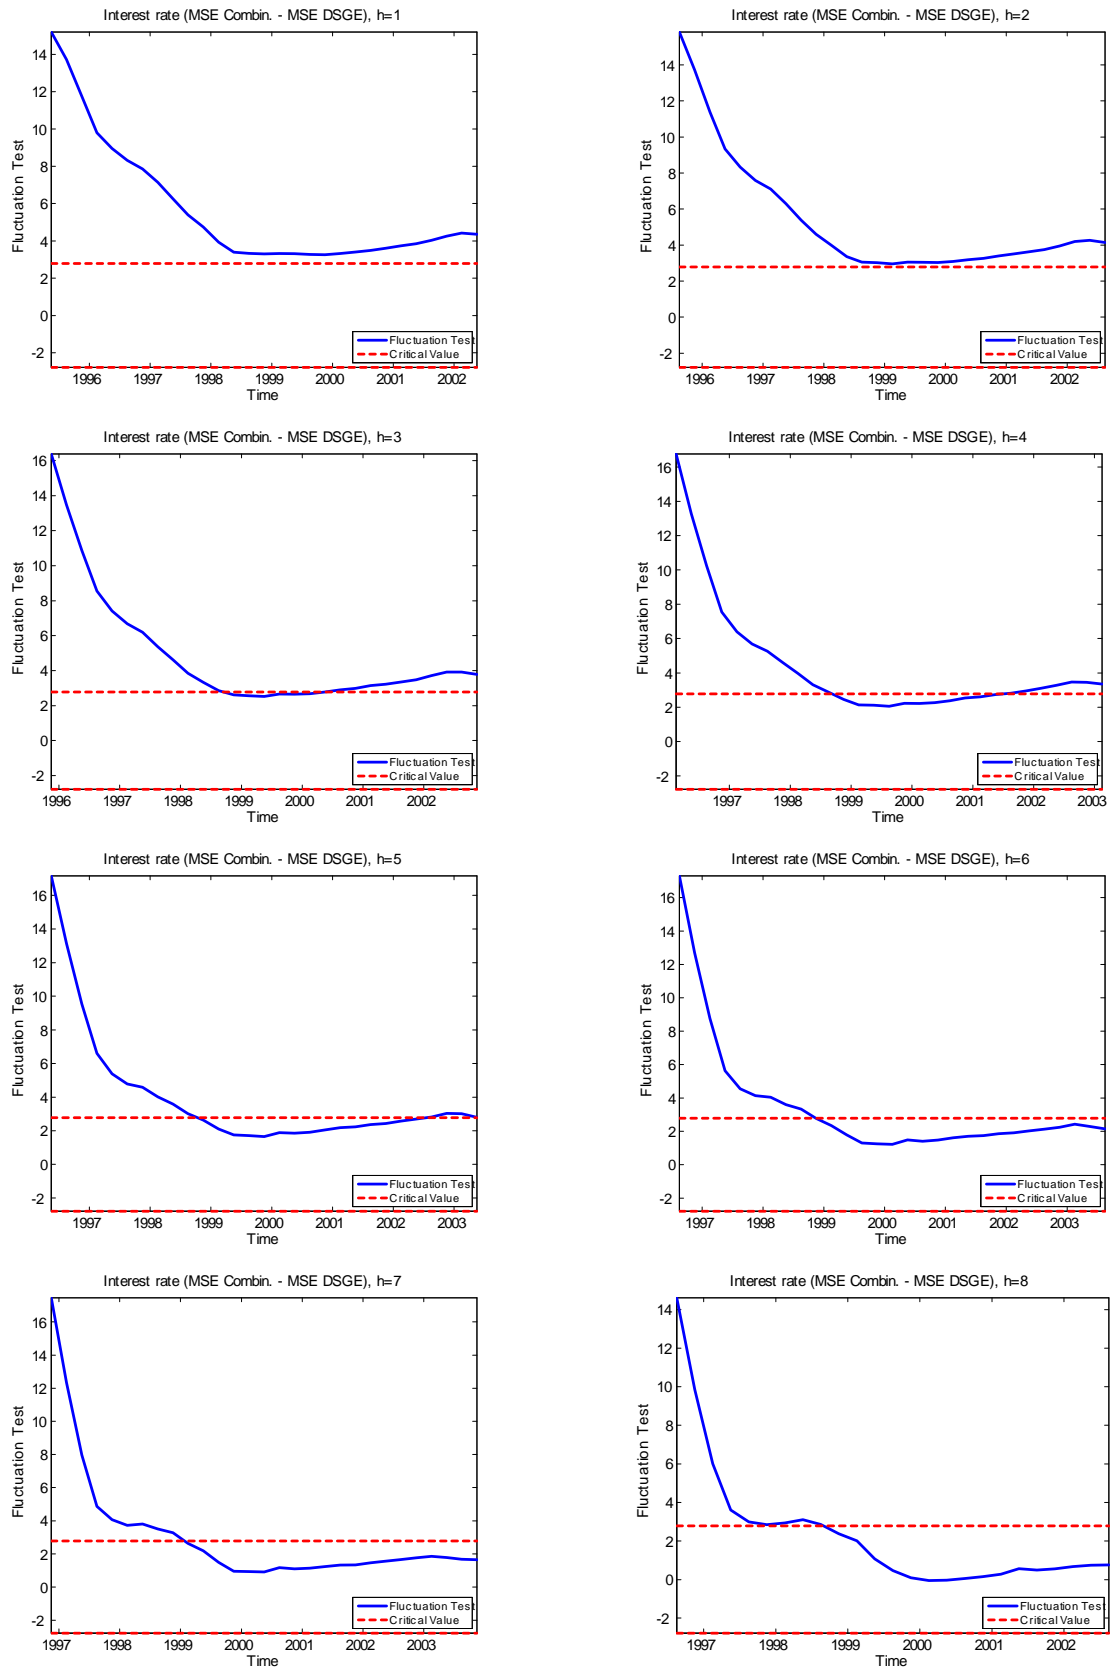 Interest rate (MSE Combin. - MSE DSGE), h=1
14
12
10
8
6
4
2
0
-2
Fluctuation Test
Fluctuation Test
Critical Value
1996 1997 1998 1999 2000 2001 2002
Time
Interest rate (MSE Combin. - MSE DSGE), h=2
14
12
10
8
6
4
2
0
-2
Fluctuation Test
Fluctuation Test
Critical Value
1996 1997 1998 1999 2000 2001 2002
Time
Interest rate (MSE Combin. - MSE DSGE), h=3
16
14
12
10
8
6
4
2
0
-2
Fluctuation Test
Fluctuation Test
Critical Value
1996 1997 1998 1999 2000 2001 2002
Time
Interest rate (MSE Combin. - MSE DSGE), h=4
16
14
12
10
8
6
4
2
0
-2
Fluctuation Test
Fluctuation Test
Critical Value
1997 1998 1999 2000 2001 2002 2003
Time
Interest rate (MSE Combin. - MSE DSGE), h=5
16
14
12
10
8
6
4
2
0
-2
Fluctuation Test
Fluctuation Test
Critical Value
1997 1998 1999 2000 2001 2002 2003
Time
Interest rate (MSE Combin. - MSE DSGE), h=6
16
14
12
10
8
6
4
2
0
-2
Fluctuation Test
Fluctuation Test
Critical Value
1997 1998 1999 2000 2001 2002 2003
Time
Interest rate (MSE Combin. - MSE DSGE), h=7
16
14
12
10
8
6
4
2
0
-2
Fluctuation Test
Fluctuation Test
Critical Value
1997 1998 1999 2000 2001 2002 2003
Time
Interest rate (MSE Combin. - MSE DSGE), h=8
14
12
10
8
6
4
2
0
-2
Fluctuation Test
Fluctuation Test
Critical Value
1997 1998 1999 2000 2001 2002
Time